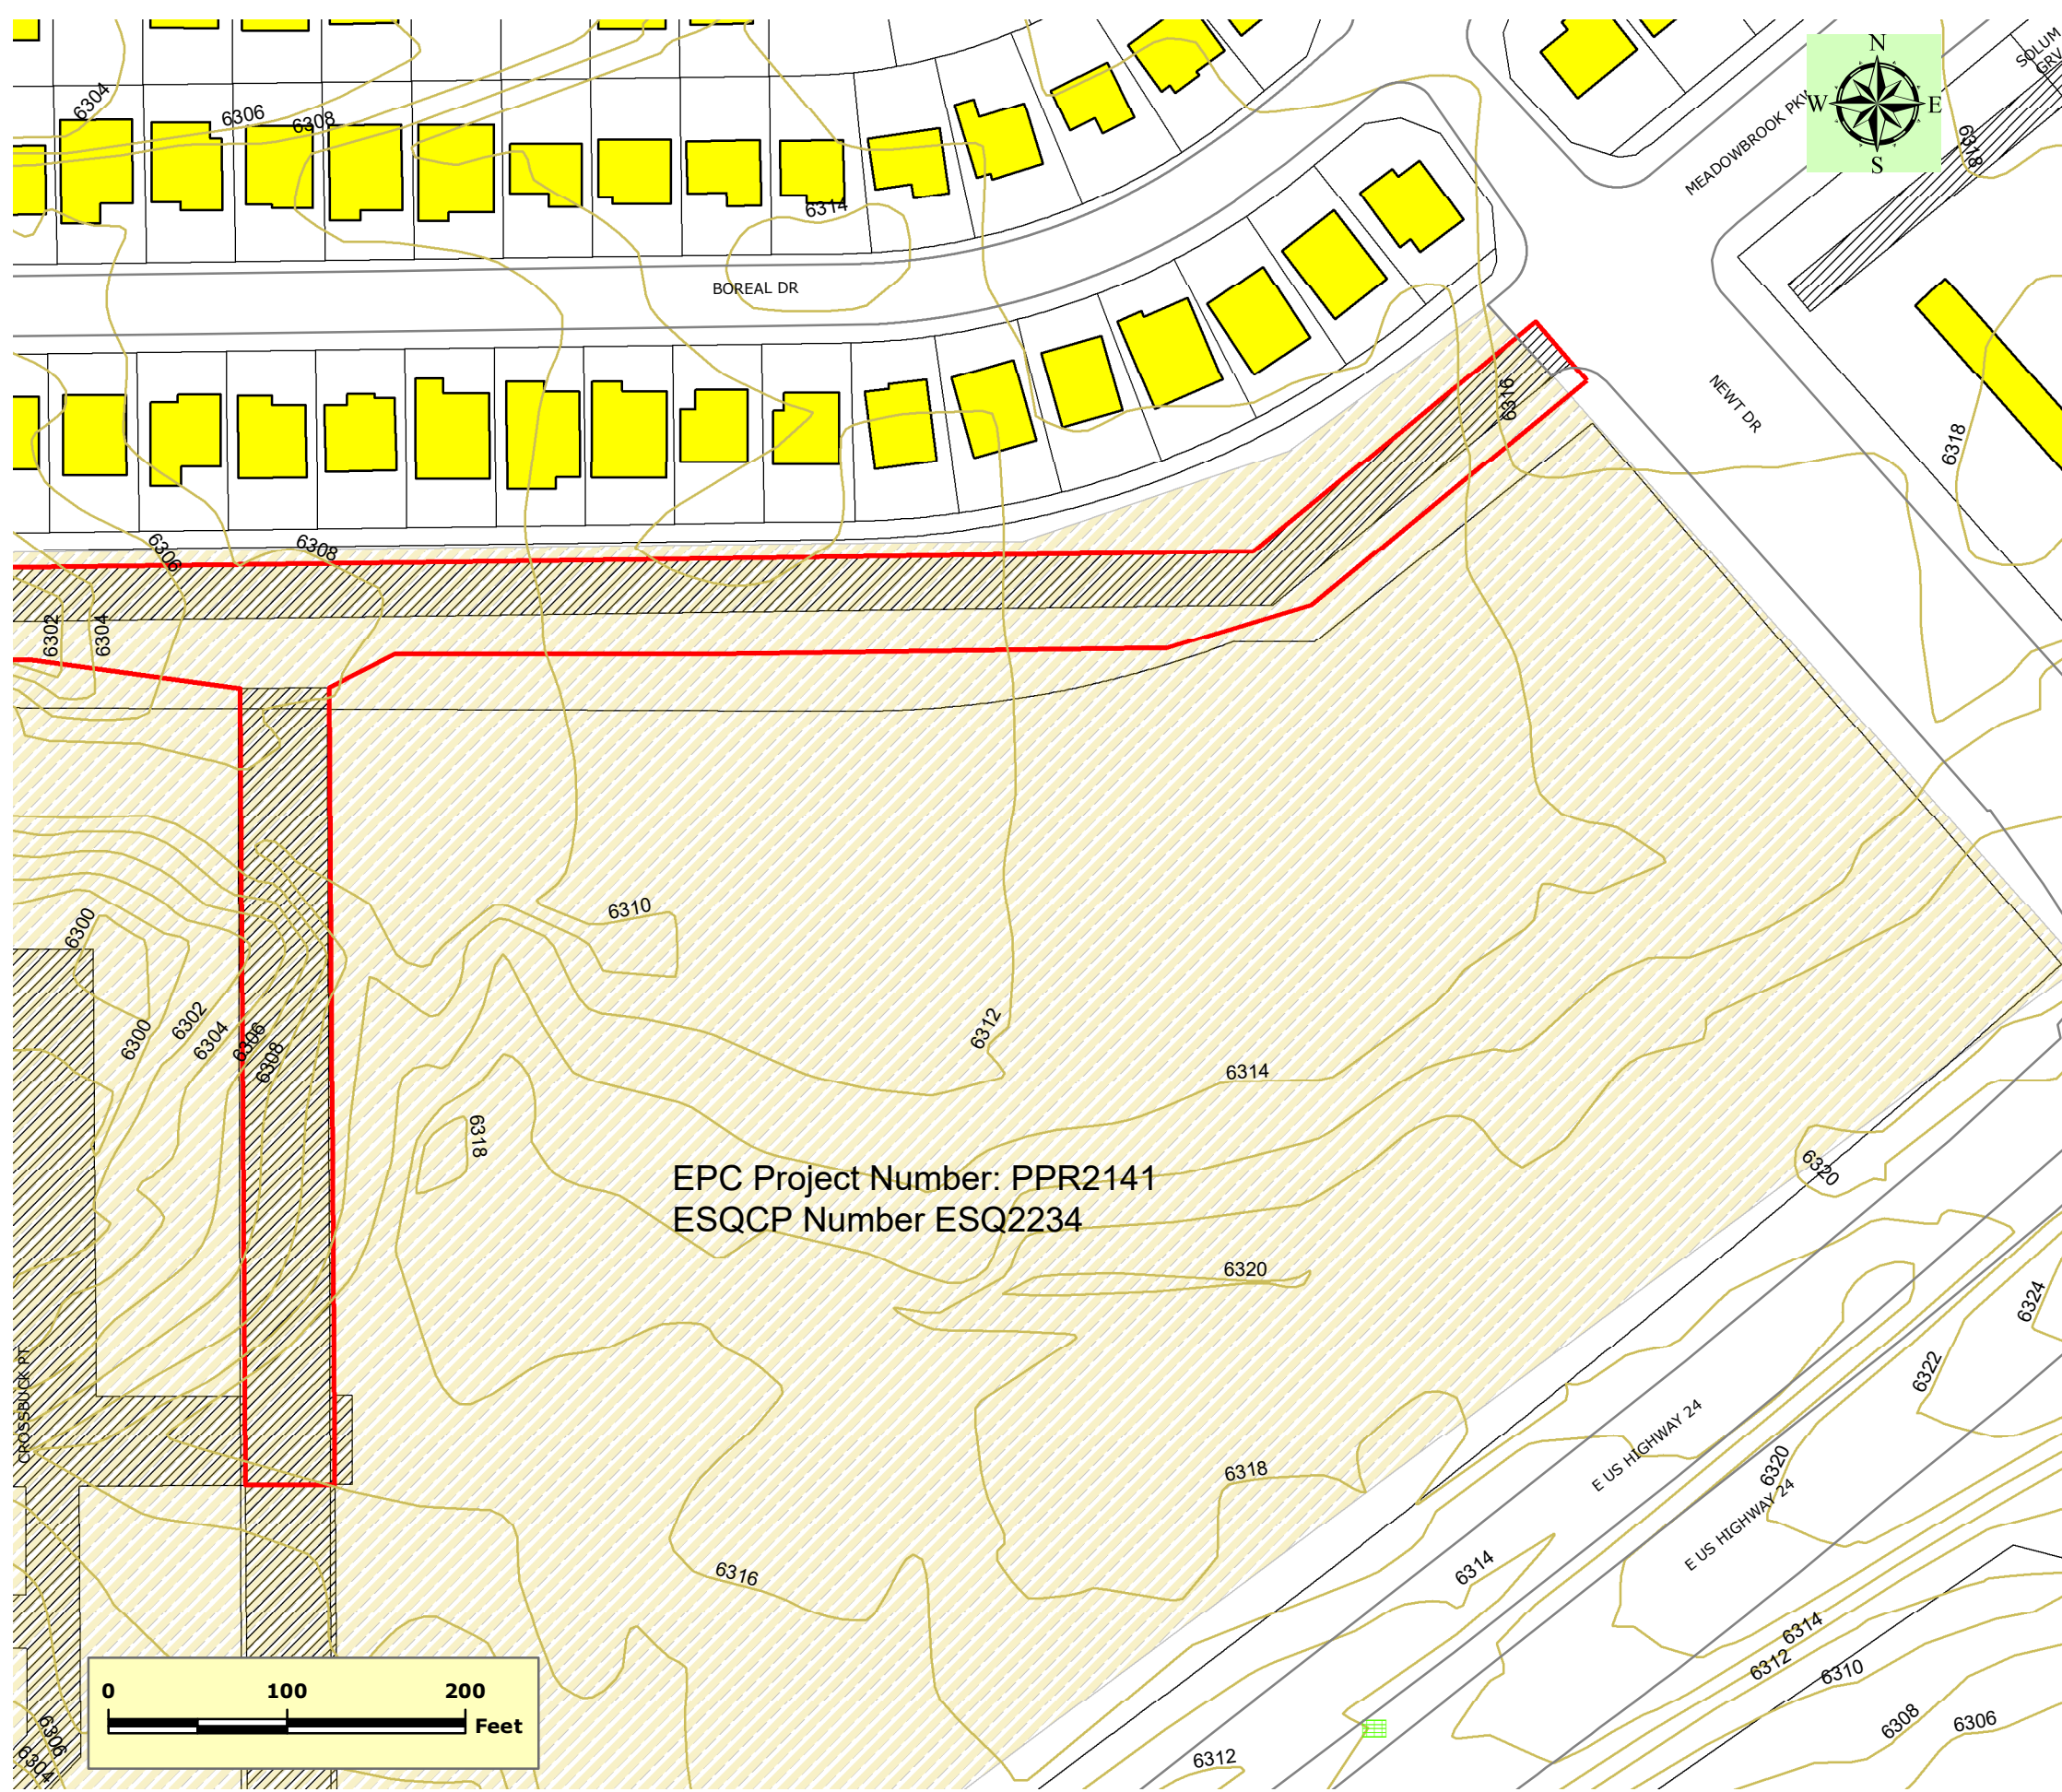 SOLUM
GRV
N
W
E
S
6304
6306
6308
6318
MEADOWBROOK PKW
6314
BOREAL DR
NEWT DR
6316
6318
6306
6308
6302
6304
6310
6300
6300
6302
6304
6306
6308
6312
6314
6318
EPC Project Number: PPR2141
ESQCP Number ESQ2234
6320
6320
6324
6322
CROSSBUCK PT
E US HIGHWAY 24
6318
6320
E US HIGHWAY 24
6316
6314
6314
6312
6310
6308
6306
6312
0 100 200
Feet
6306
6304